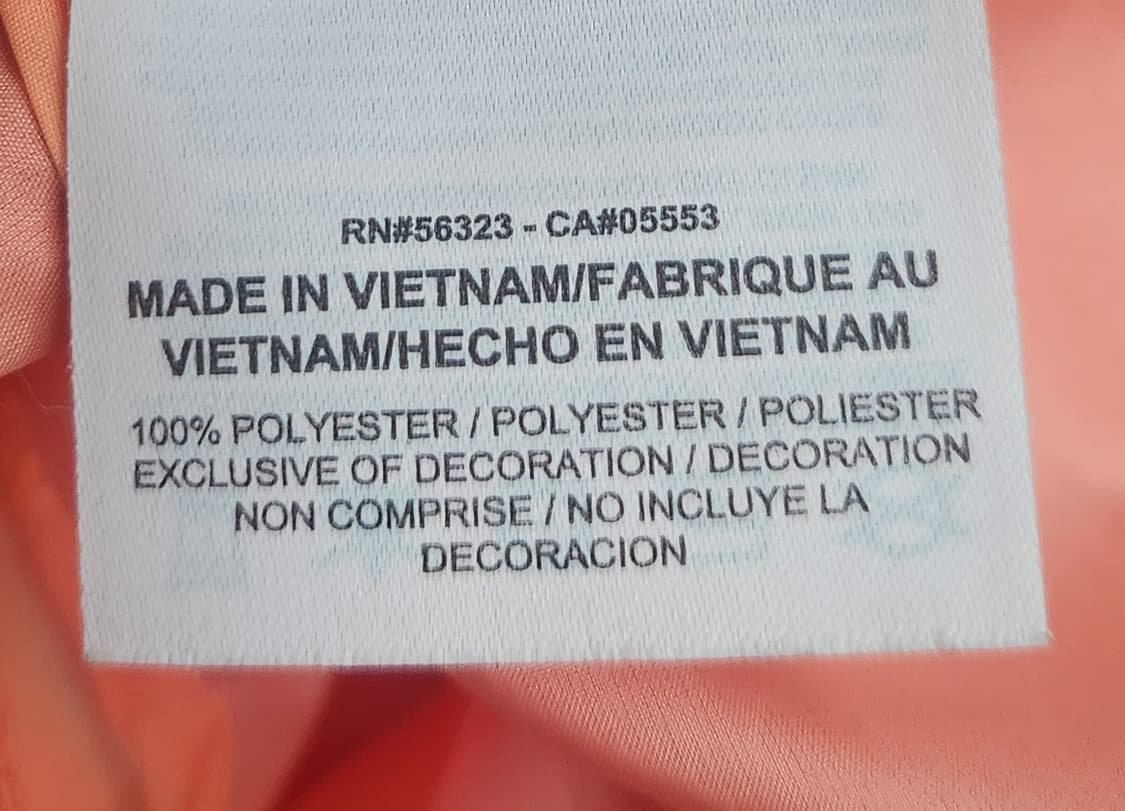 RN#56323 - CA#05553
MADE IN VIETNAM/FABRIQUE AU
VIETNAM/HECHO EN VIETNAM
100% POLYESTER / POLYESTER / POLIESTER
EXCLUSIVE OF DECORATION / DECORATION
NON COMPRISE / NO INCLUYE LA
DECORACION